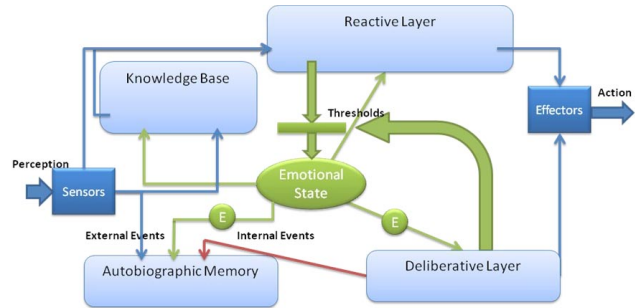 Reactive Layer
Knowledge Base
Thresholds
Action
Effectors
Perception
Sensors
Emotional
State
E
E
External Events
Internal Events
Autobiographic Memory
Deliberative Layer